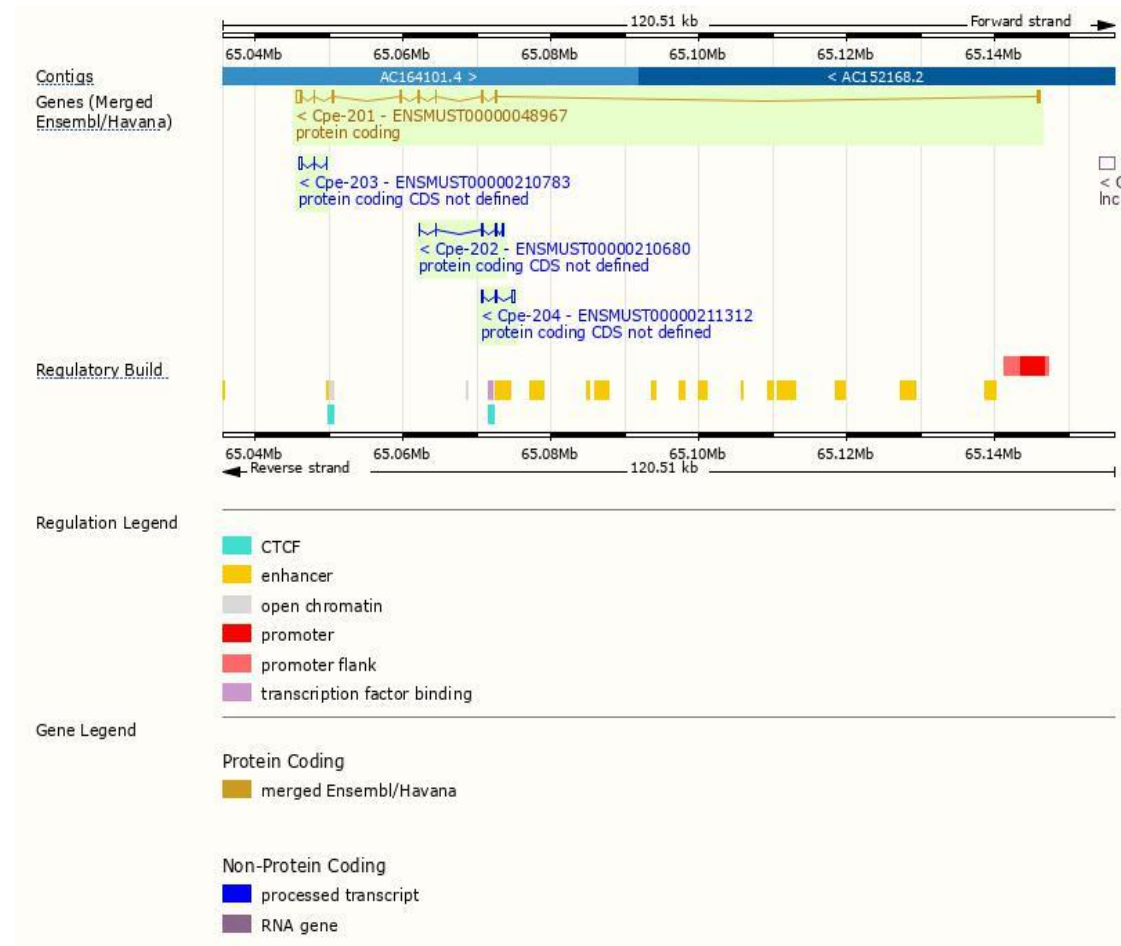 120.51 kb Forward strand
65.04Mb 65.06Mb 65.08Mb 65.10Mb 65.12Mb 65.14Mb
Contigs
AC164101.4 > < AC152168.2
Genes (Merged
Ensembl/Havana)
< Cpe-201 - ENSMUST00000048967
protein coding
< Cpe-203 - ENSMUST00000210783
protein coding CDS not defined
< C
lnc
< Cpe-202 - ENSMUST00000210680
protein coding CDS not defined
< Cpe-204 - ENSMUST00000211312
protein coding CDS not defined
Regulatory Build
65.04Mb 65.06Mb 65.08Mb 65.10Mb 65.12Mb 65.14Mb
Reverse strand 120.51 kb
Regulation Legend
CTCF
enhancer
open chromatin
promoter
promoter flank
transcription factor binding
Gene Legend
Protein Coding
merged Ensembl/Havana
Non-Protein Coding
processed transcript
RNA gene